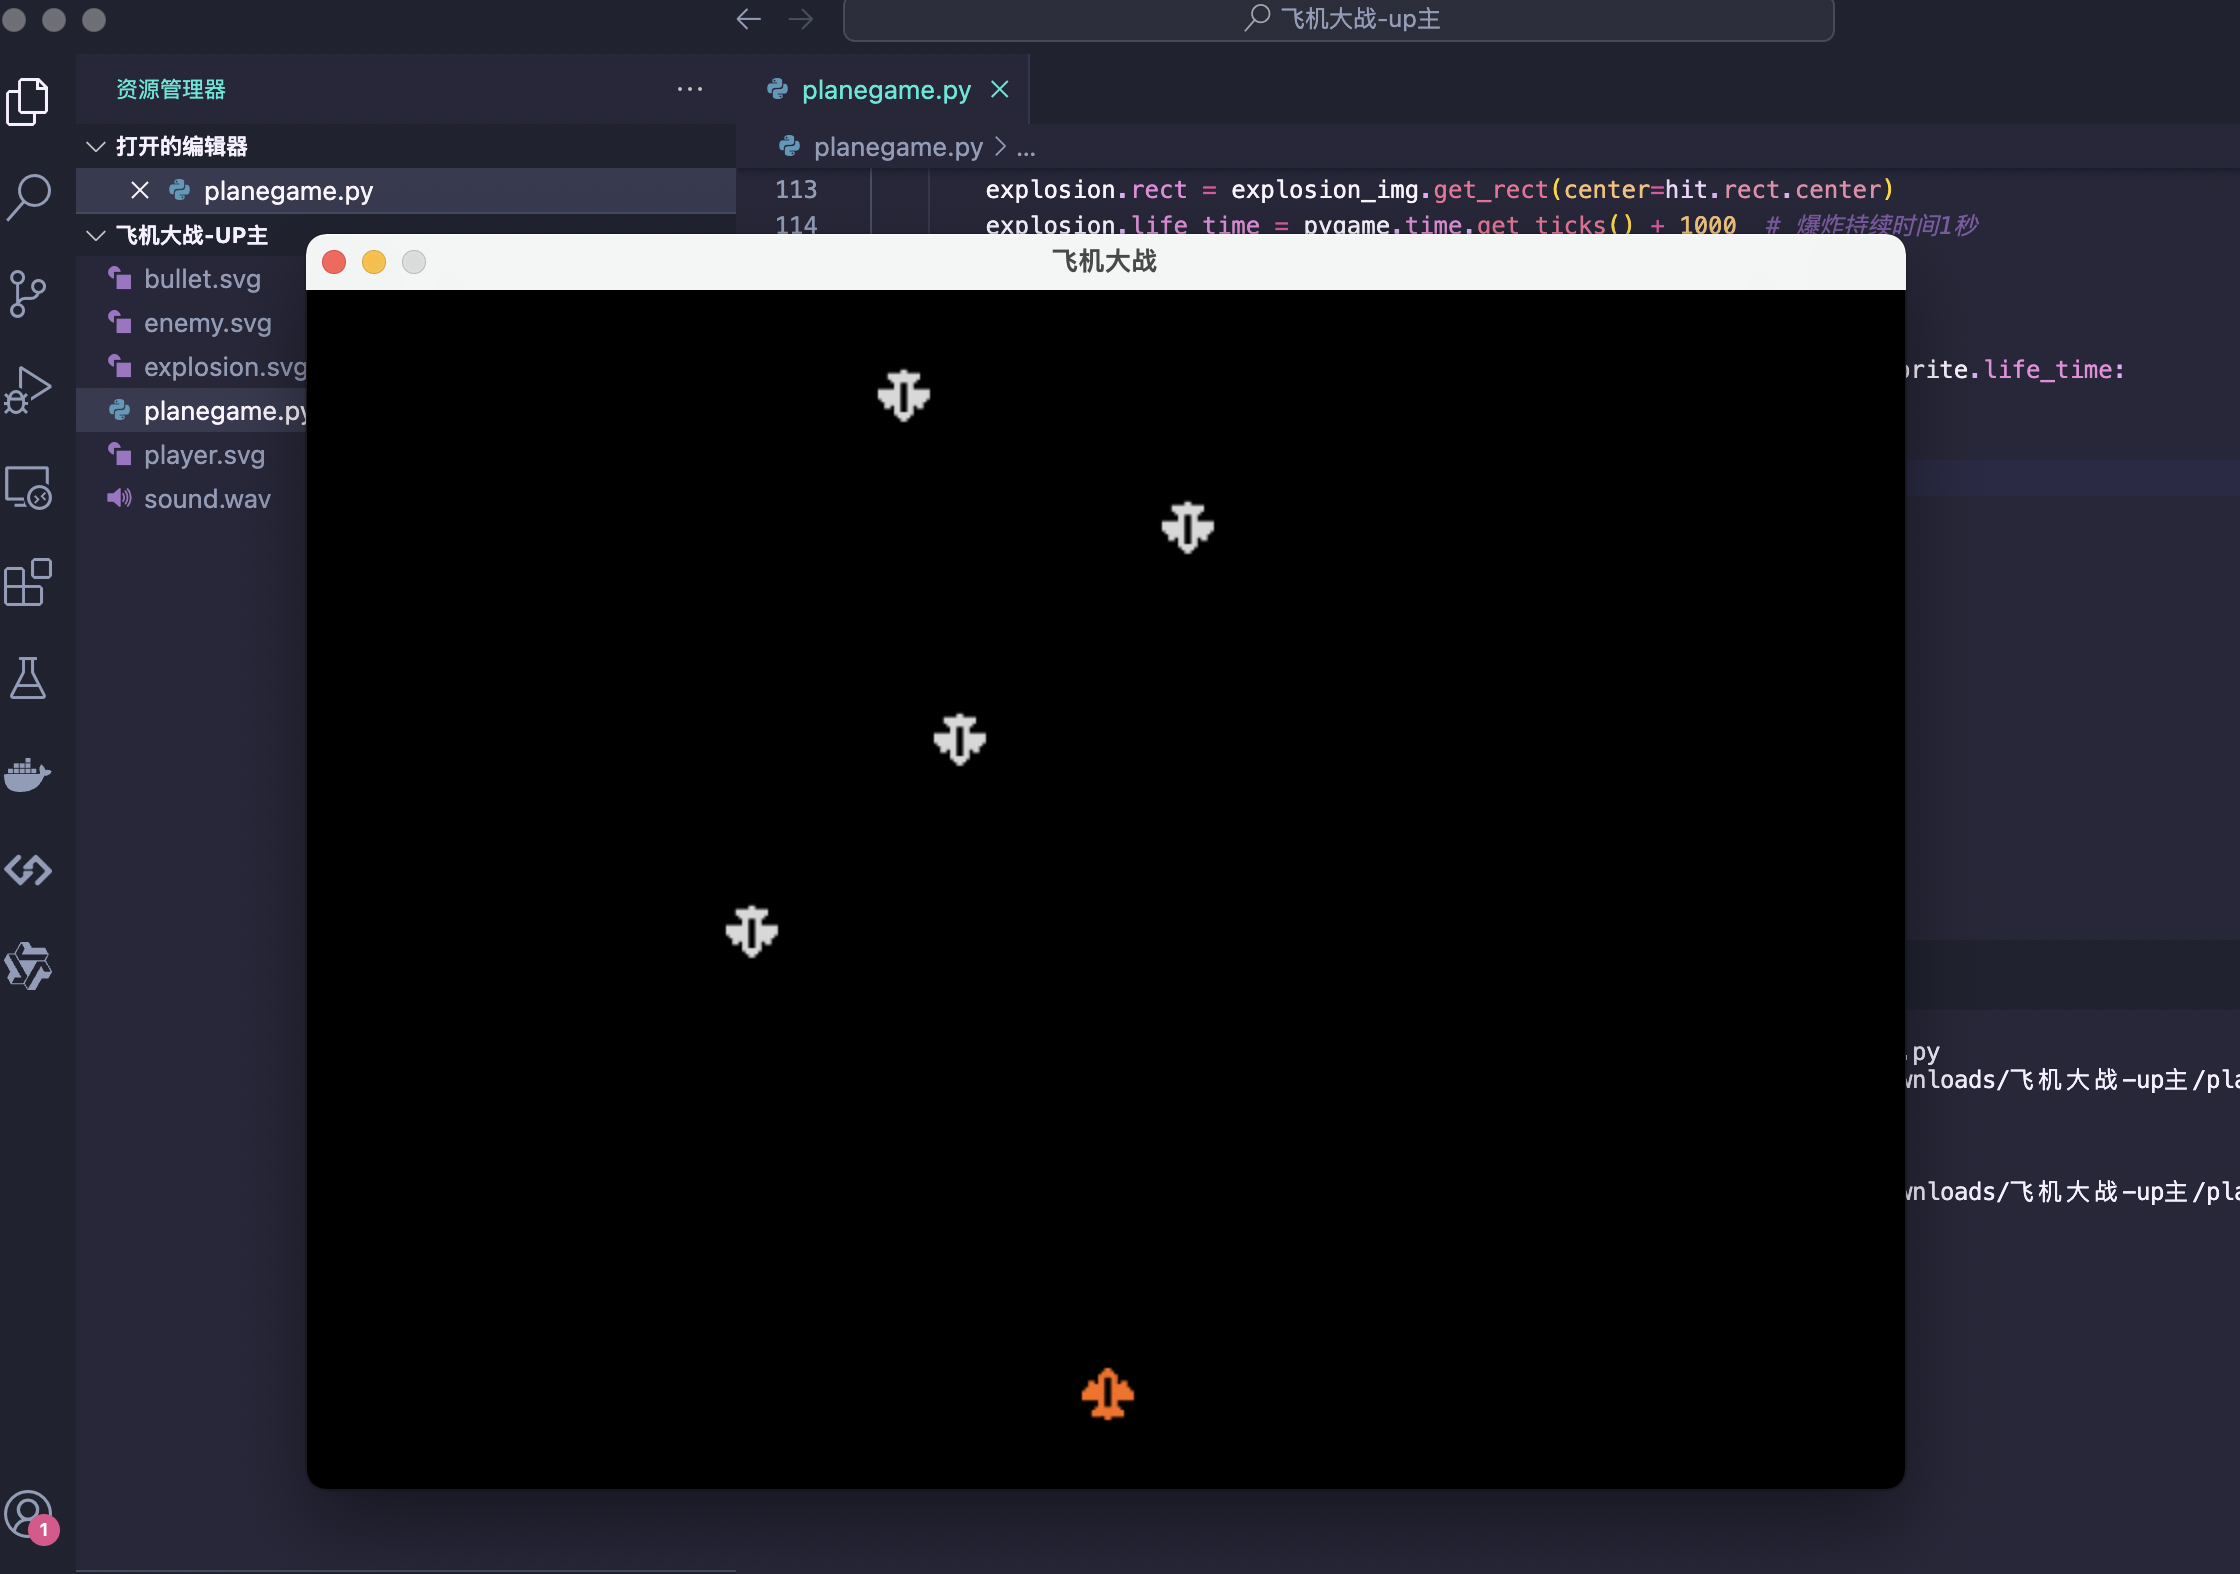 飞机大战-up主
资源管理器
planegame.py
打开的编辑器
planegame.py > ...
planegame.py
113 explosion.rect = explosion_img.get_rect(center=hit.rect.center)
114 explosion.life_time = pygame.time.get_ticks() + 1000 # 爆炸持续时间1秒
飞机大战-UP主
飞机大战
bullet.svg
enemy.svg
explosion.svg
rite.life_time:
planegame.py
player.svg
sound.wav
.py
wnloads/飞机大战-up主/pla
wnloads/飞机大战-up主/pla
1